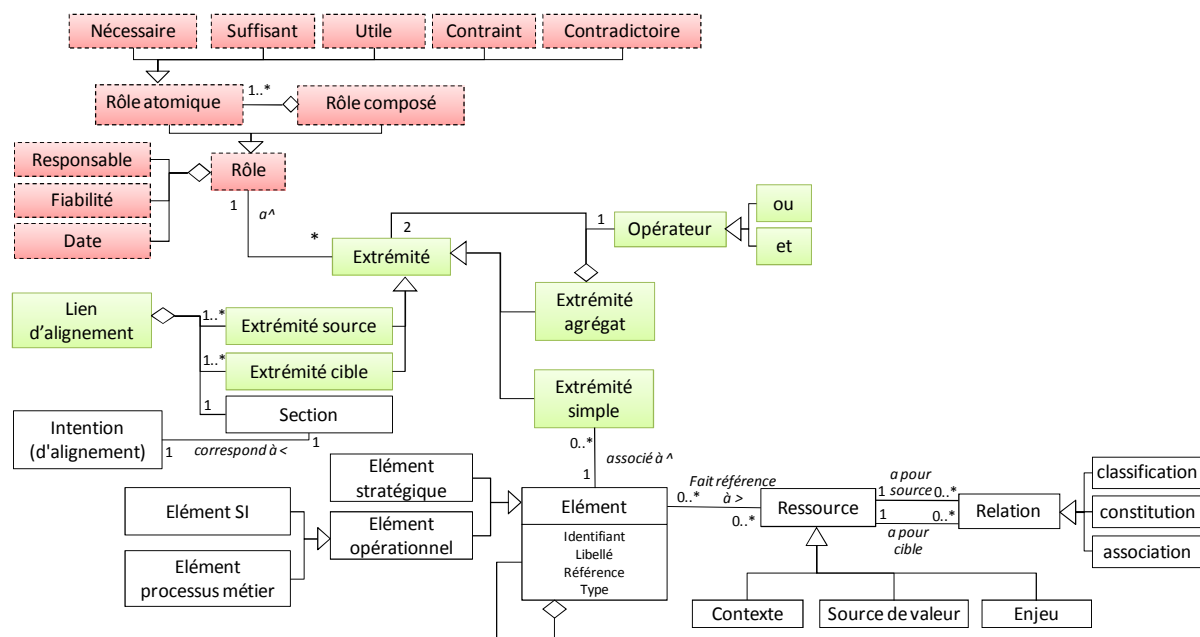 Nécessaire
Suffisant
Utile
Contraint
Contradictoire
Rôle atomique
1..*
Rôle composé
Responsable
Fiabilité
Date
Rôle
1
a^
*
2
1
Opérateur
ou
et
Extrémité
Extrémité
agrégat
Lien
d'alignement
1..*
Extrémité source
1..*
Extrémité cible
1
Section
Extrémité
simple
Intention
(d'alignement)
1
correspond à <
1
0..*
associé à ^
1
Elément
stratégique
Elément SI
Elément
opérationnel
Elément
processus métier
Elément
Identifiant
Libellé
Référence
Type
Fait référence
à >
0..*
0..*
Ressource
a pour
source
1
0..*
1
0..*
a pour
cible
Relation
classification
constitution
association
Contexte
Source de valeur
Enjeu